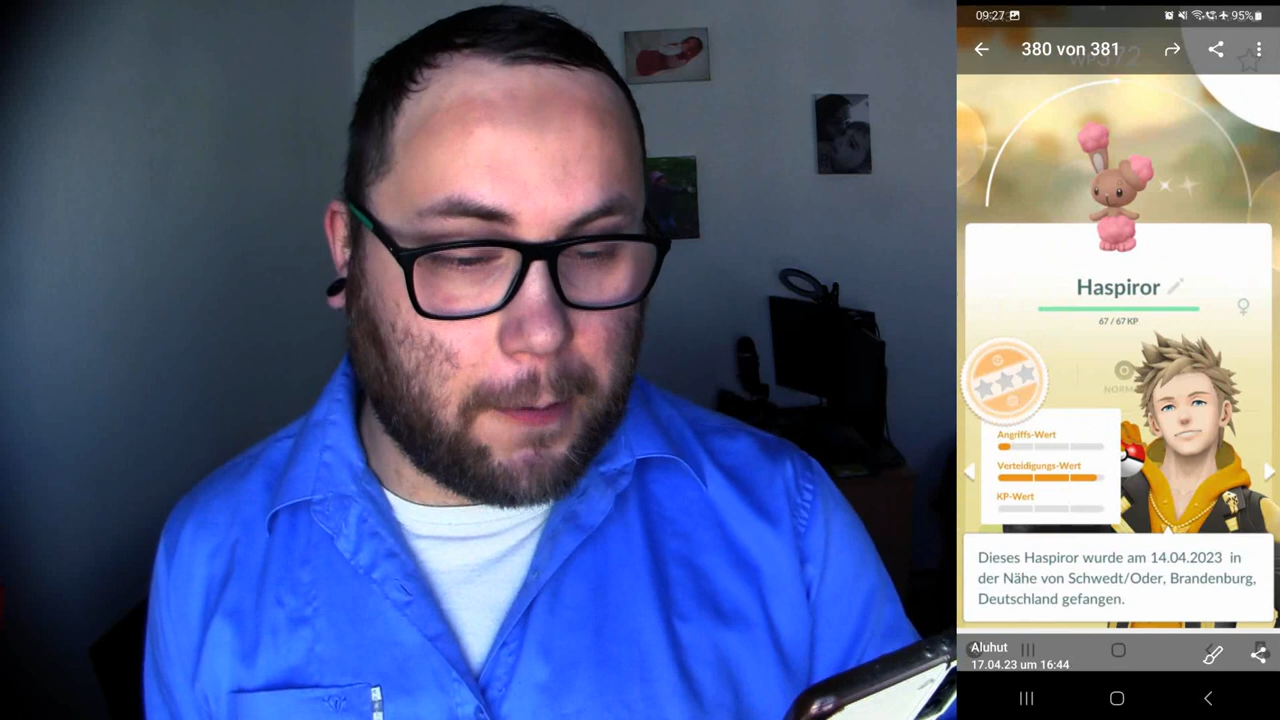 09:27
95%
380 von 381
Haspiror
67 / 67 KP
NORM
Angriffs-Wert
Verteidigungs-Wert
KP-Wert
Dieses Haspiror wurde am 14.04.2023 in
der Nähe von Schwedt/Oder, Brandenburg,
Deutschland gefangen.
Aluhut
17.04.23 um 16:44